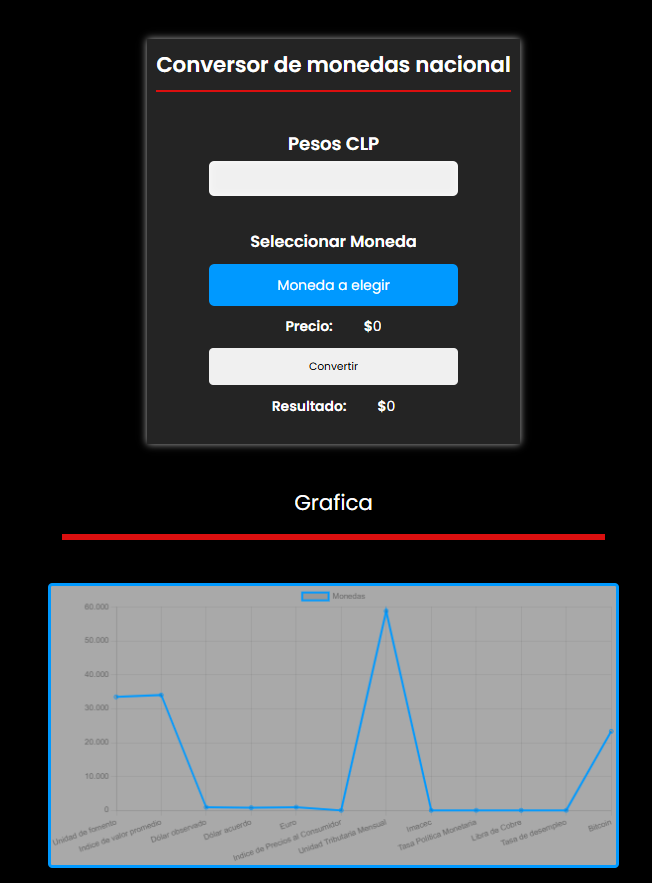 Conversor de monedas nacional
Pesos CLP
Seleccionar Moneda
Moneda a elegir
Precio: $0
Convertir
Resultado: $0
Grafica
Monedas
60.000
50.000
40.000
30.000
20.000
10.000
0
Unidad de fomento
Indice de valor promedio
Dólar observado
Dólar acuerdo
Euro
Indice de Precios al Consumidor
Unidad Tributaria Mensual
Imacec
Tasa Politica Monetaria
Libra de Cobre
Tasa de desempleo
Bitcoin